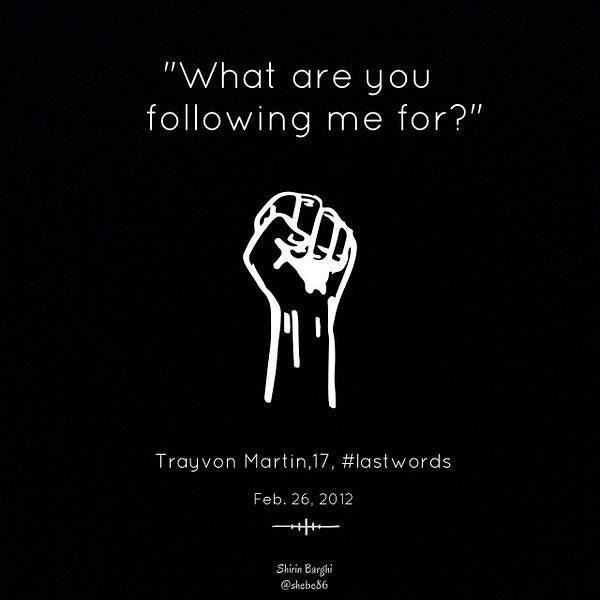 "What are you
following me for?"
Trayvon Martin,17, #lastwords
Feb. 26, 2012
Shirin Barghi
@shebe86